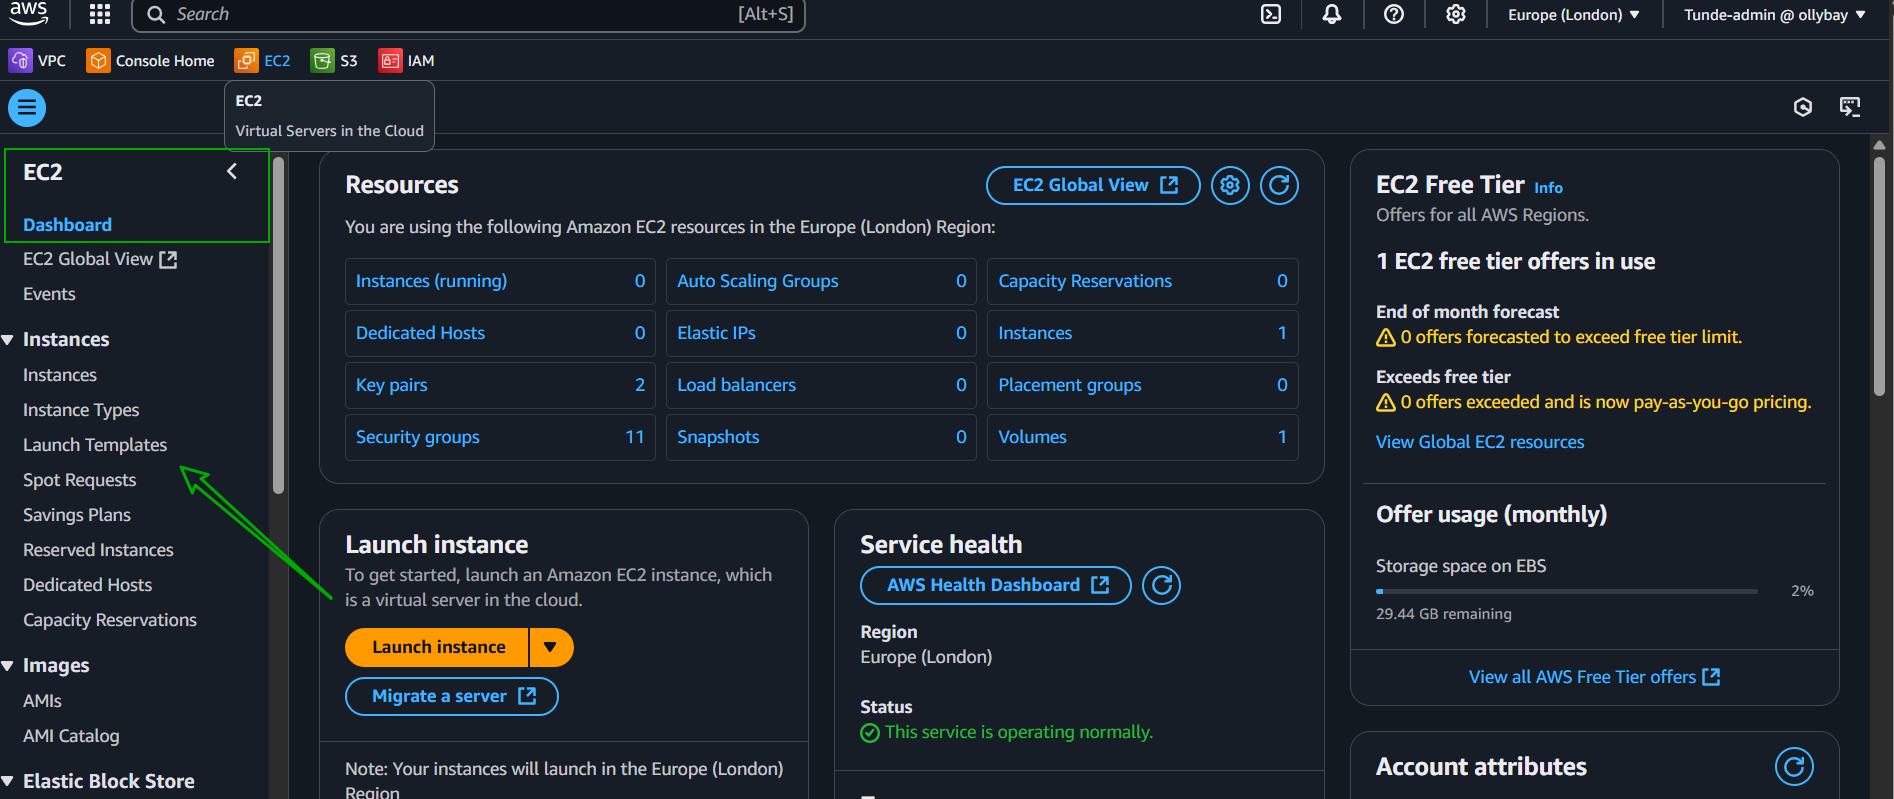 aws
Search [Alt+S]
Europe (London)
Tunde-admin @ ollybay
VPC
Console Home
EC2
S3
IAM
EC2
Virtual Servers in the Cloud
EC2
Dashboard
EC2 Global View
Events
Instances
Instances
Instance Types
Launch Templates
Spot Requests
Savings Plans
Reserved Instances
Dedicated Hosts
Capacity Reservations
Images
AMIs
AMI Catalog
Elastic Block Store
Resources
EC2 Global View
You are using the following Amazon EC2 resources in the Europe (London) Region:
Instances (running) 0
Auto Scaling Groups 0
Capacity Reservations 0
Dedicated Hosts 0
Elastic IPs 0
Instances 1
Key pairs 2
Load balancers 0
Placement groups 0
Security groups 11
Snapshots 0
Volumes 1
Launch instance
To get started, launch an Amazon EC2 instance, which
is a virtual server in the cloud.
Launch instance
Migrate a server
Note: Your instances will launch in the Europe (London)
Region
Service health
AWS Health Dashboard
Region
Europe (London)
Status
This service is operating normally.
EC2 Free Tier Info
Offers for all AWS Regions.
1 EC2 free tier offers in use
End of month forecast
0 offers forecasted to exceed free tier limit.
Exceeds free tier
0 offers exceeded and is now pay-as-you-go pricing.
View Global EC2 resources
Offer usage (monthly)
Storage space on EBS
2%
29.44 GB remaining
View all AWS Free Tier offers
Account attributes